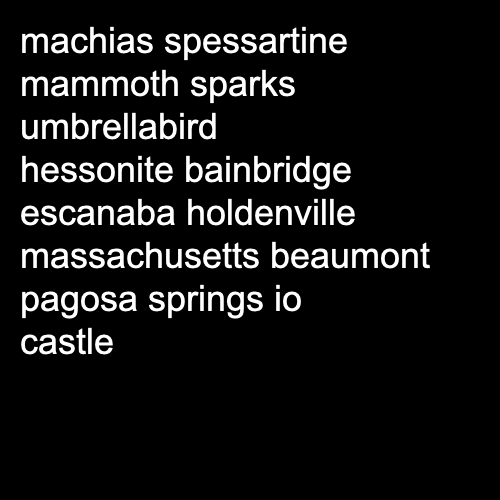 machias spessartine
mammoth sparks
umbrellabird
hessonite bainbridge
escanaba holdenville
massachusetts beaumont
pagosa springs io
castle